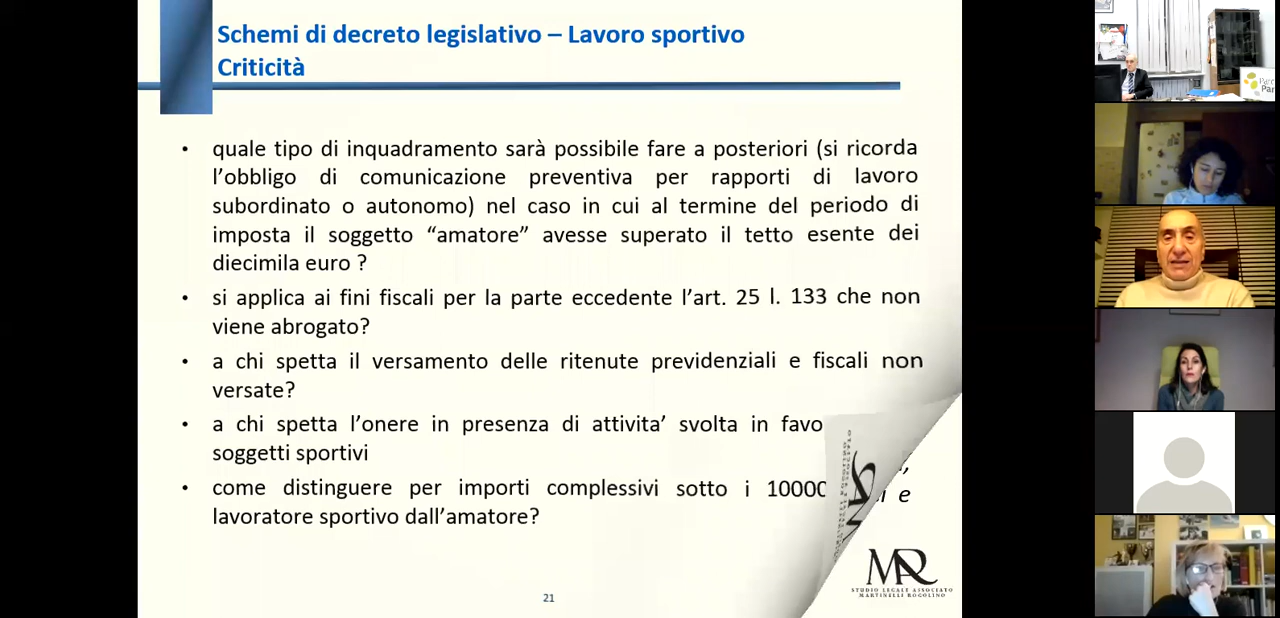 Schemi di decreto legislativo – Lavoro sportivo
Criticità
• quale tipo di inquadramento sarà possibile fare a posteriori (si ricorda
l’obbligo di comunicazione preventiva per rapporti di lavoro
subordinato o autonomo) nel caso in cui al termine del periodo di
imposta il soggetto “amatore” avesse superato il tetto esente dei
diecimila euro ?
• si applica ai fini fiscali per la parte eccedente l’art. 25 l. 133 che non
viene abrogato?
• a chi spetta il versamento delle ritenute previdenziali e fiscali non
versate?
• a chi spetta l’onere in presenza di attivita’ svolta in
soggetti sportivi
• come distinguere per importi complessivi sotto i 10000 e
lavoratore sportivo dall’amatore?
MR
STUDIO LEGALE ASSOCIATO
MARTINELLI ROGOLINO
21